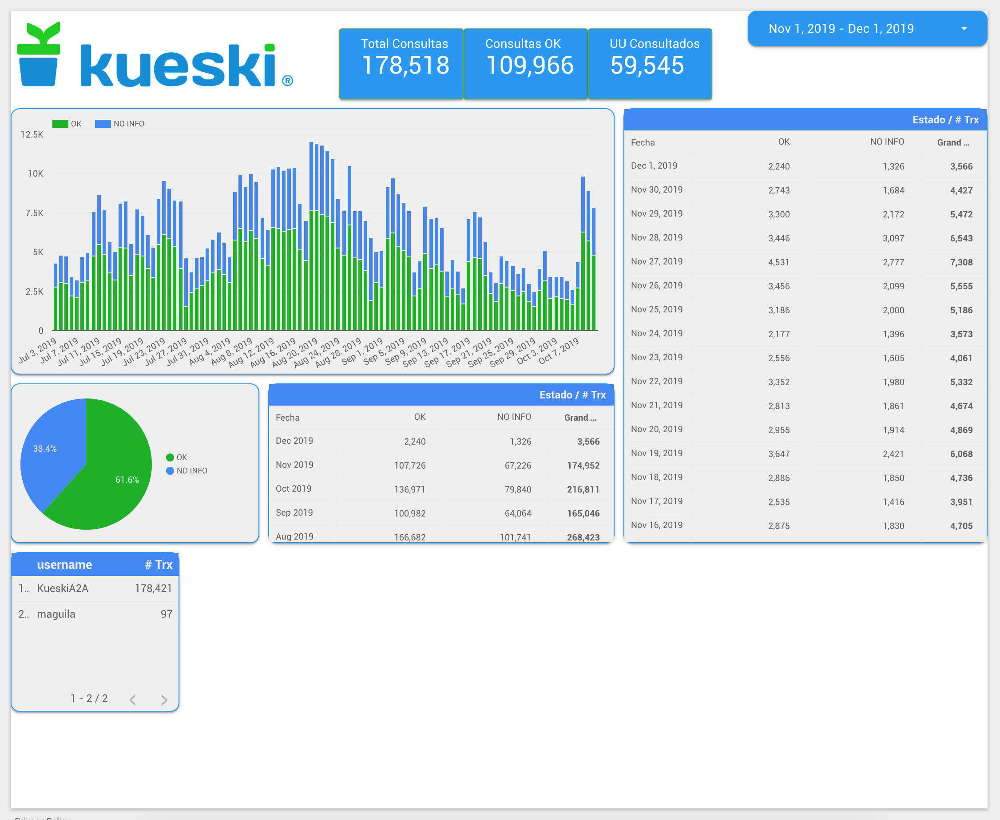 kueski®
Total Consultas
178,518
Consultas OK
109,966
UU Consultados
59,545
Nov 1, 2019 - Dec 1, 2019
OK NO INFO
12.5K
10K
7.5K
5K
2.5K
0
Jul 3, 2019
Jul 7, 2019
Jul 11, 2019
Jul 15, 2019
Jul 19, 2019
Jul 23, 2019
Jul 27, 2019
Jul 31, 2019
Aug 4, 2019
Aug 8, 2019
Aug 12, 2019
Aug 16, 2019
Aug 20, 2019
Aug 24, 2019
Aug 28, 2019
Sep 1, 2019
Sep 5, 2019
Sep 9, 2019
Sep 13, 2019
Sep 17, 2019
Sep 21, 2019
Sep 25, 2019
Sep 29, 2019
Oct 3, 2019
Oct 7, 2019
Estado / # Trx
Fecha OK NO INFO Grand ...
Dec 1, 2019 2,240 1,326 3,566
Nov 30, 2019 2,743 1,684 4,427
Nov 29, 2019 3,300 2,172 5,472
Nov 28, 2019 3,446 3,097 6,543
Nov 27, 2019 4,531 2,777 7,308
Nov 26, 2019 3,456 2,099 5,555
Nov 25, 2019 3,186 2,000 5,186
Nov 24, 2019 2,177 1,396 3,573
Nov 23, 2019 2,556 1,505 4,061
Nov 22, 2019 3,352 1,980 5,332
Nov 21, 2019 2,813 1,861 4,674
Nov 20, 2019 2,955 1,914 4,869
Nov 19, 2019 3,647 2,421 6,068
Nov 18, 2019 2,886 1,850 4,736
Nov 17, 2019 2,535 1,416 3,951
Nov 16, 2019 2,875 1,830 4,705
38.4%
61.6%
OK
NO INFO
Estado / # Trx
Fecha OK NO INFO Grand ...
Dec 2019 2,240 1,326 3,566
Nov 2019 107,726 67,226 174,952
Oct 2019 136,971 79,840 216,811
Sep 2019 100,982 64,064 165,046
Aug 2019 166,682 101,741 268,423
username # Trx
1... KueskiA2A 178,421
2... maguila 97
1 - 2 / 2
Privacy Policy